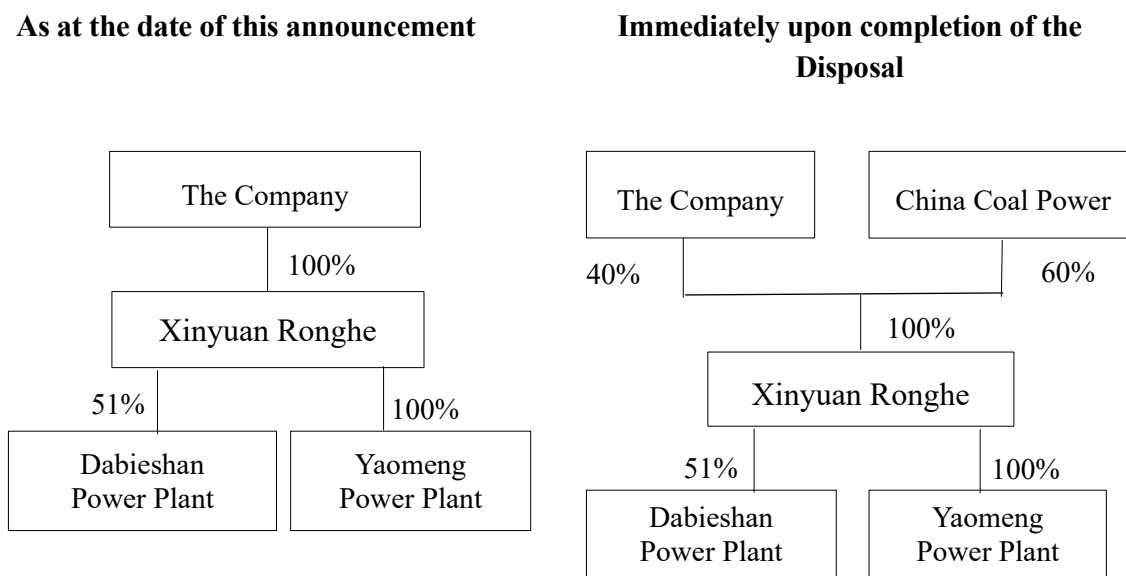 As at the date of this announcement
The Company
100%
Xinyuan Ronghe
51%
100%
Dabieshan
Power Plant
Yaomeng
Power Plant
Immediately upon completion of the
Disposal
The Company
China Coal Power
40%
60%
100%
Xinyuan Ronghe
51%
100%
Dabieshan
Power Plant
Yaomeng
Power Plant